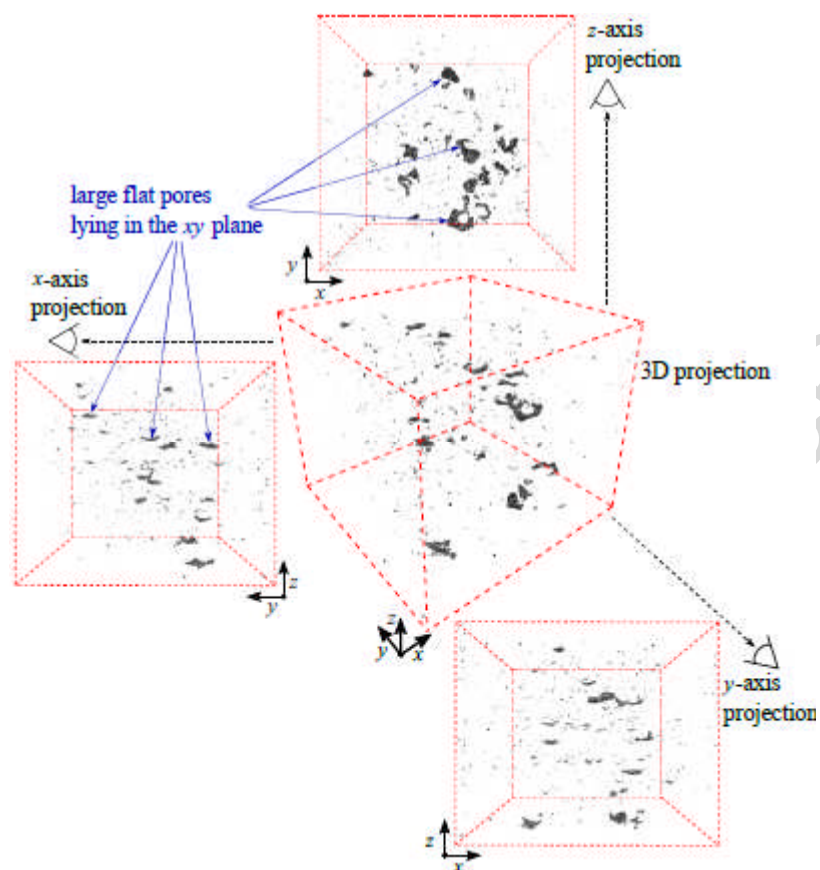 z-axis
projection
large flat pores
lying in the xy plane
y
x
x-axis
projection
3D projection
z
y
z
y
x
y-axis
projection
z
x